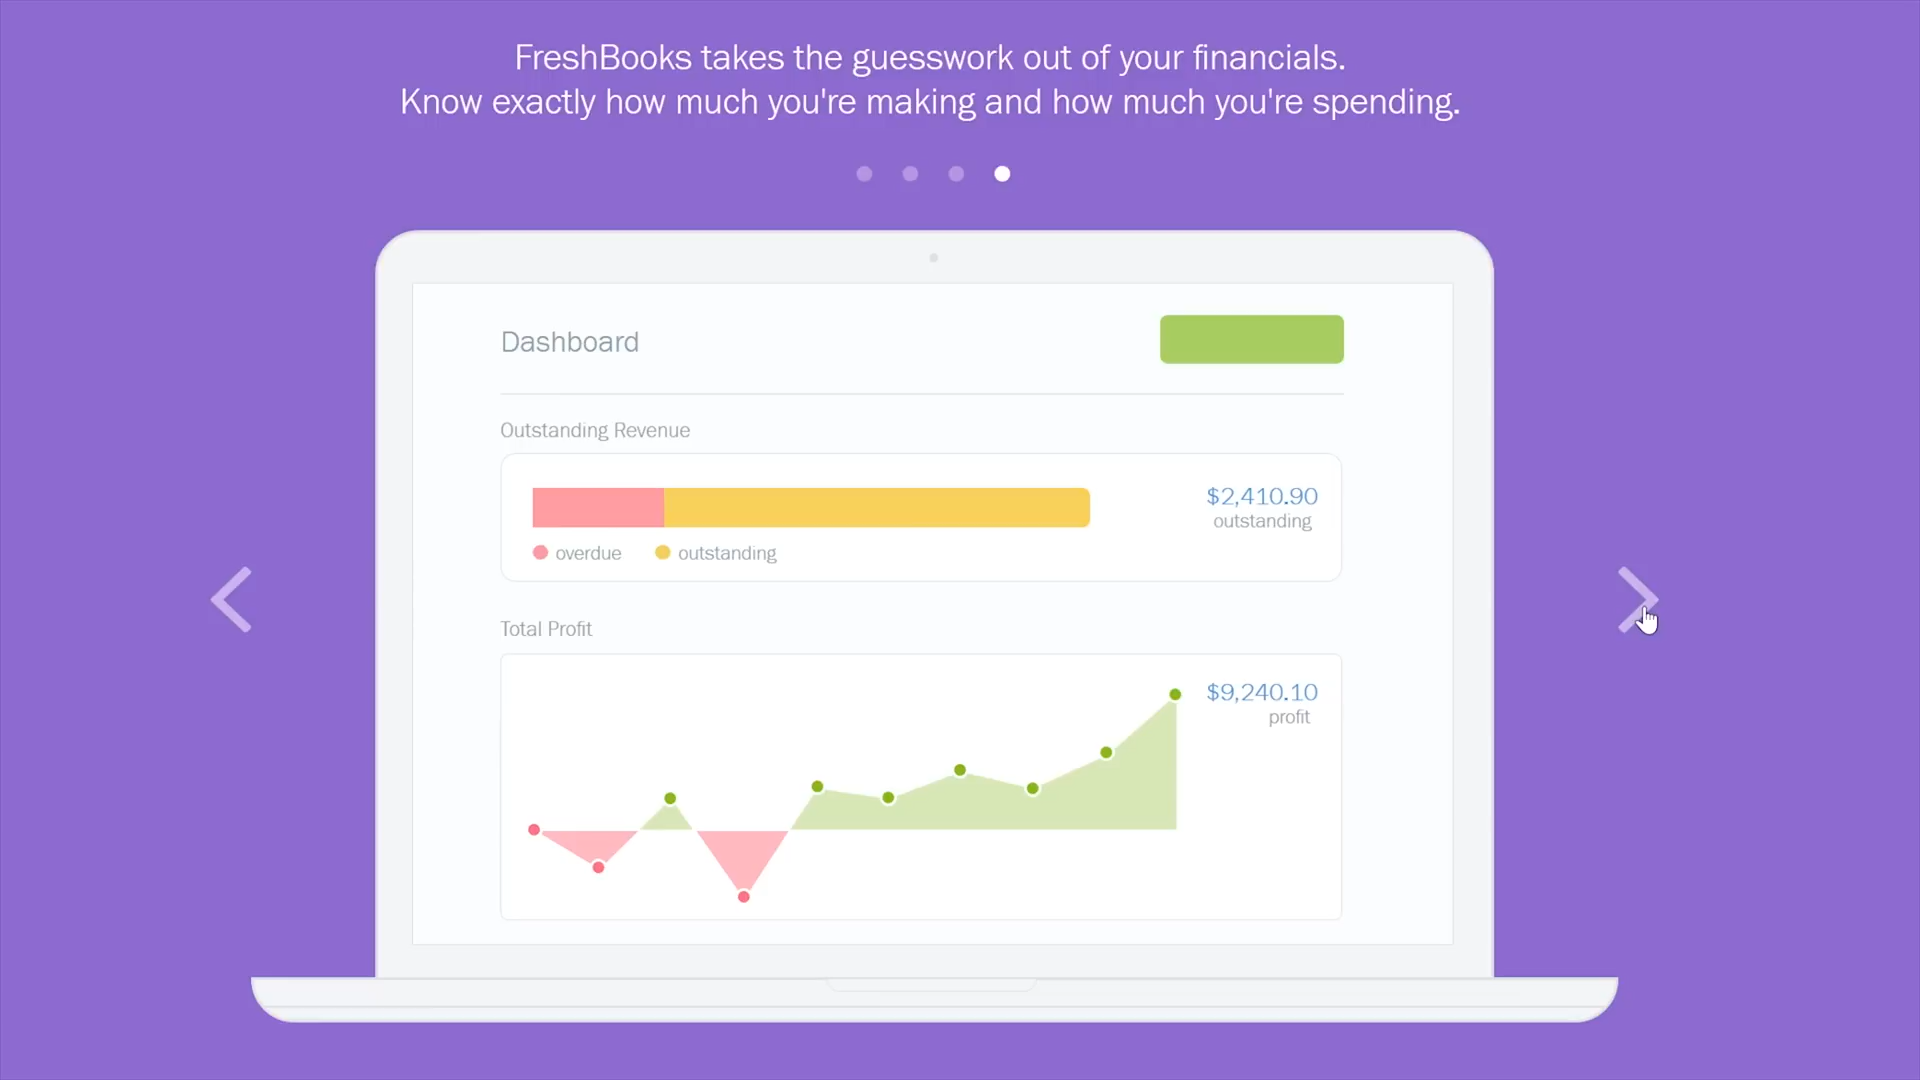 FreshBooks takes the guesswork out of your financials.
Know exactly how much you're making and how much you're spending.
Dashboard
Outstanding Revenue
$2,410.90
outstanding
overdue
outstanding
Total Profit
$9,240.10
profit